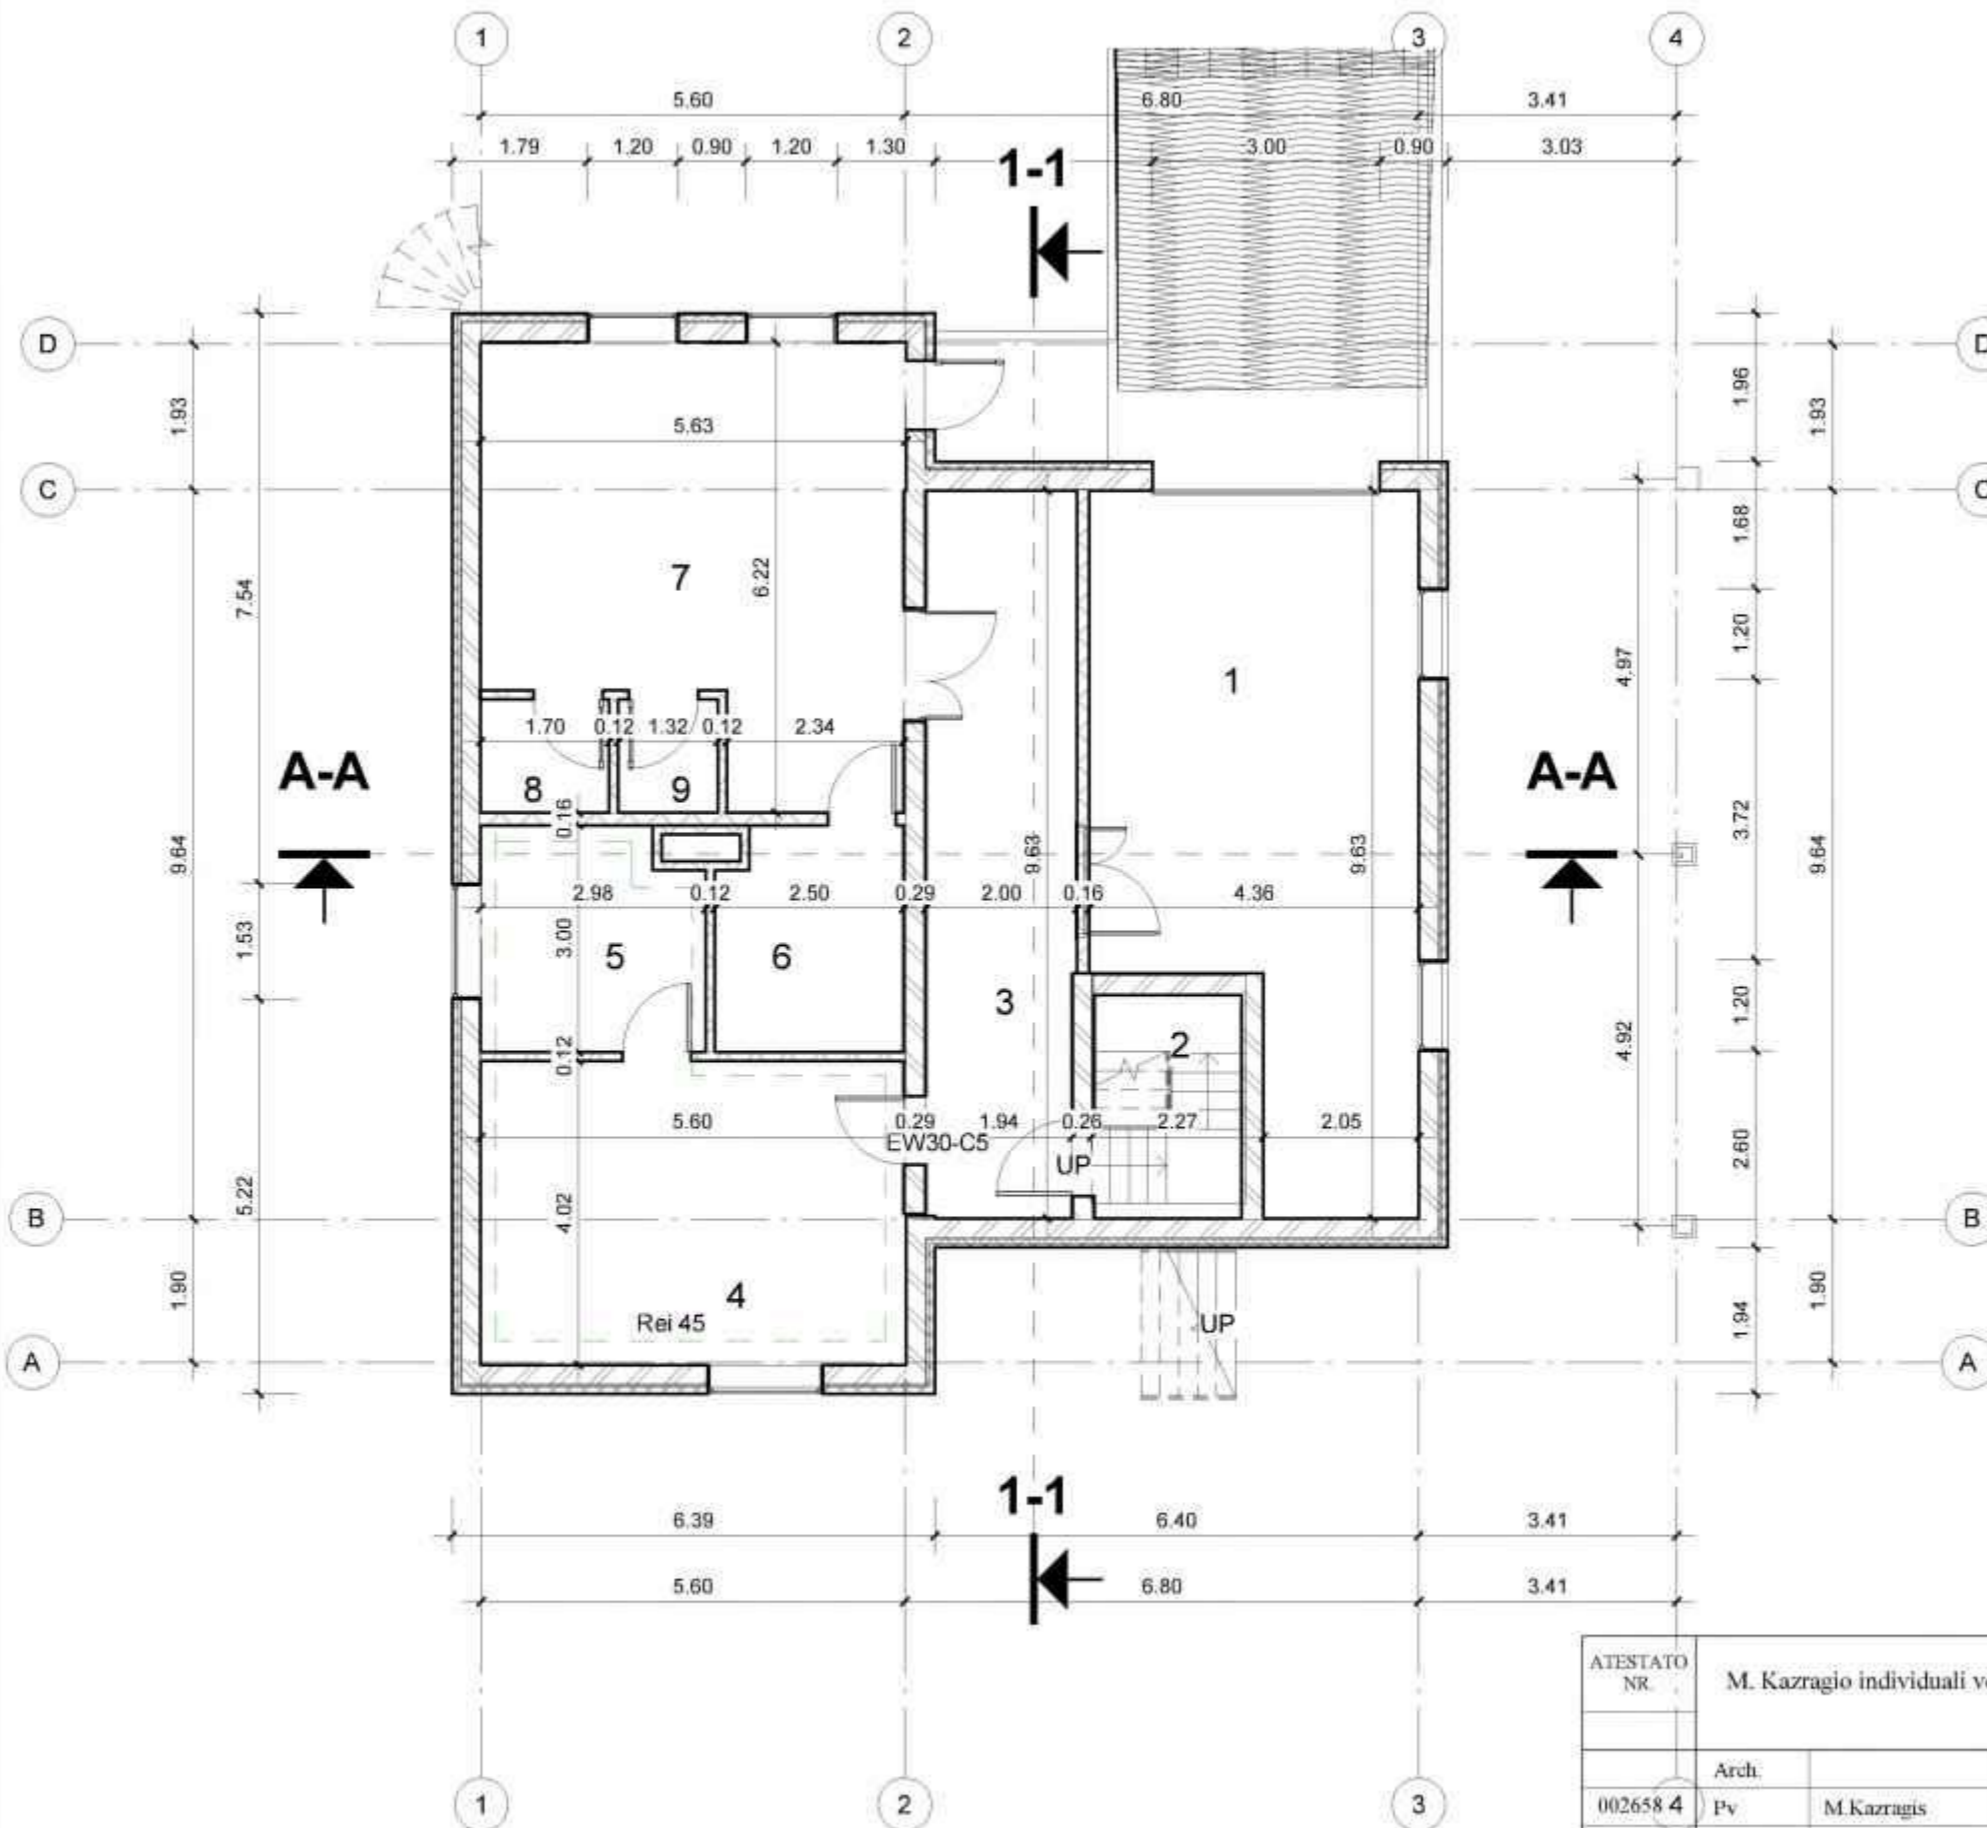 1 2 3 4
5.60 6.80 3.41
1.79 1.20 0.90 1.20 1.30 3.00 0.90 3.03
1-1
D D
1.93 1.96 1.93
5.63
C C
7.54 7 6.22 1.68
1.20
4.97
1
1.70 0.12 1.32 0.12 2.34
A-A 8 9 A-A
0.16
9.64 9.63 9.63 3.72 9.64
2.98 0.12 2.50 0.29 2.00 0.16 4.36
1.53 3.00 5 6
3 1.20
2 4.92
0.12
5.60 0.29 1.94 0.26 2.27 2.05
EW30-C5
UP 2.60
5.22 4.02
B B
1.90 4 1.94 1.90
Rei 45 UP
A A
1-1
6.39 6.40 3.41
5.60 6.80 3.41
ATESTATO
NR. M. Kazragio individuali v
Arch.
002658 Pv M.Kazragis
1 2 3 4